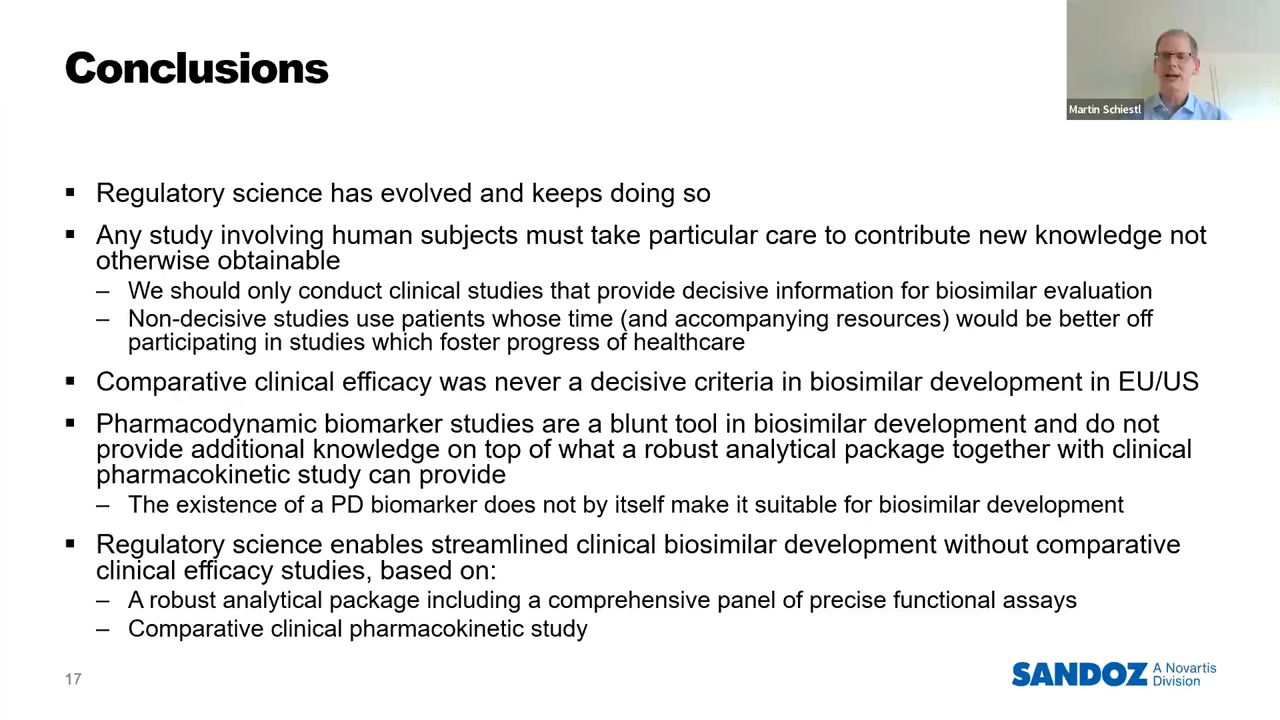 Conclusions
Martin Schiestl
▪ Regulatory science has evolved and keeps doing so
▪ Any study involving human subjects must take particular care to contribute new knowledge not
otherwise obtainable
– We should only conduct clinical studies that provide decisive information for biosimilar evaluation
– Non-decisive studies use patients whose time (and accompanying resources) would be better off
participating in studies which foster progress of healthcare
▪ Comparative clinical efficacy was never a decisive criteria in biosimilar development in EU/US
▪ Pharmacodynamic biomarker studies are a blunt tool in biosimilar development and do not
provide additional knowledge on top of what a robust analytical package together with clinical
pharmacokinetic study can provide
– The existence of a PD biomarker does not by itself make it suitable for biosimilar development
▪ Regulatory science enables streamlined clinical biosimilar development without comparative
clinical efficacy studies, based on:
– A robust analytical package including a comprehensive panel of precise functional assays
– Comparative clinical pharmacokinetic study
17
SANDOZ A Novartis
Division